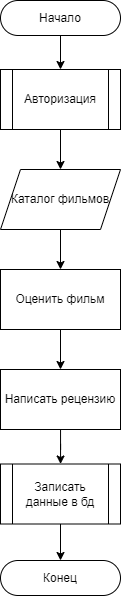 Начало
Авторизация
Каталог фильмов
Оценить фильм
Написать рецензию
Записать
данные в бд
Конец